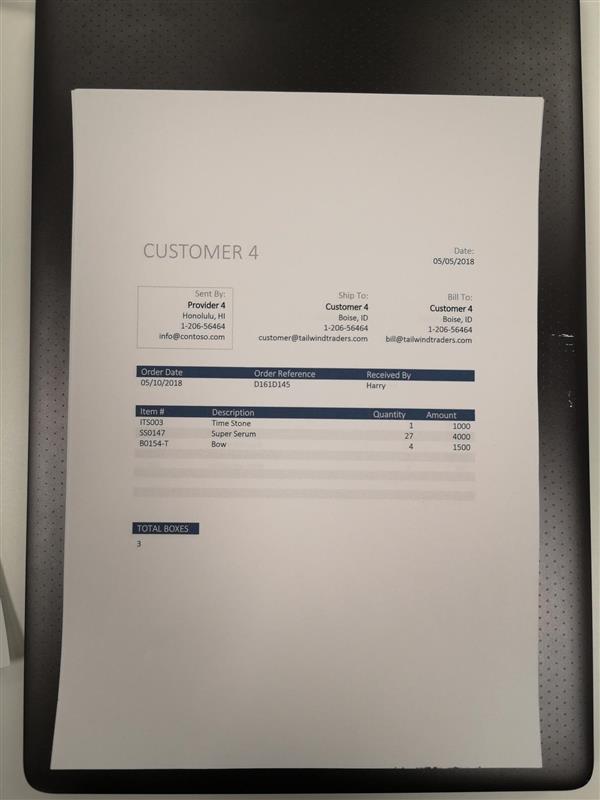 CUSTOMER 4
Date:
05/05/2018
Sent By:
Provider 4
Honolulu, HI
1-206-56464
info@contoso.com
Ship To:
Customer 4
Boise, ID
1-206-56464
customer@tailwindtraders.com
Bill To:
Customer 4
Boise, ID
1-206-56464
bill@tailwindtraders.com
Order Date Order Reference Received By
05/10/2018 D161D145 Harry
Item # Description Quantity Amount
ITS003 Time Stone 1 1000
SS0147 Super Serum 27 4000
B0154-T Bow 4 1500
TOTAL BOXES
3